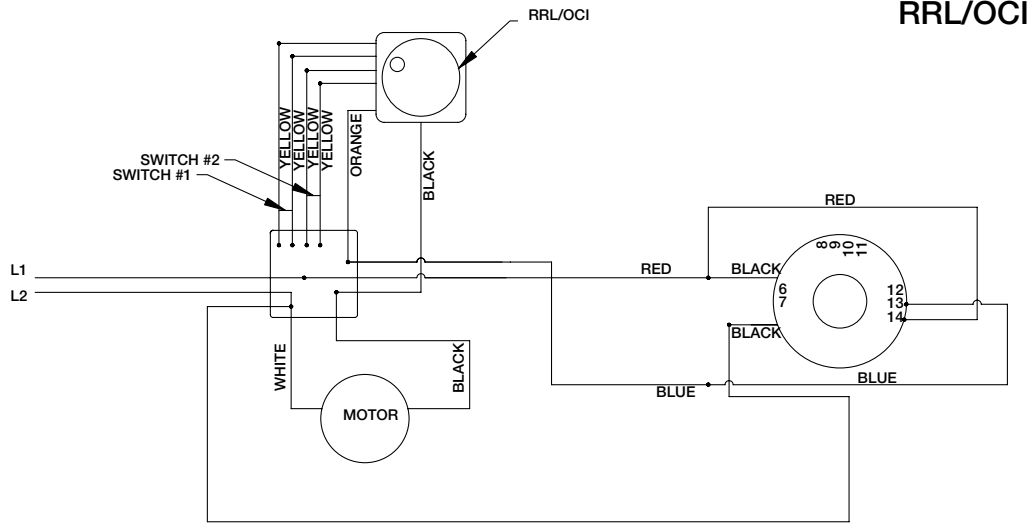 RRL/OCI
RRL/OCI
YELLOW
YELLOW
YELLOW
YELLOW
ORANGE
BLACK
SWITCH #2
SWITCH #1
RED
8
9
10
11
L1
L2
RED
BLACK
6
7
12
13
14
BLACK
WHITE
BLACK
BLUE
BLUE
MOTOR